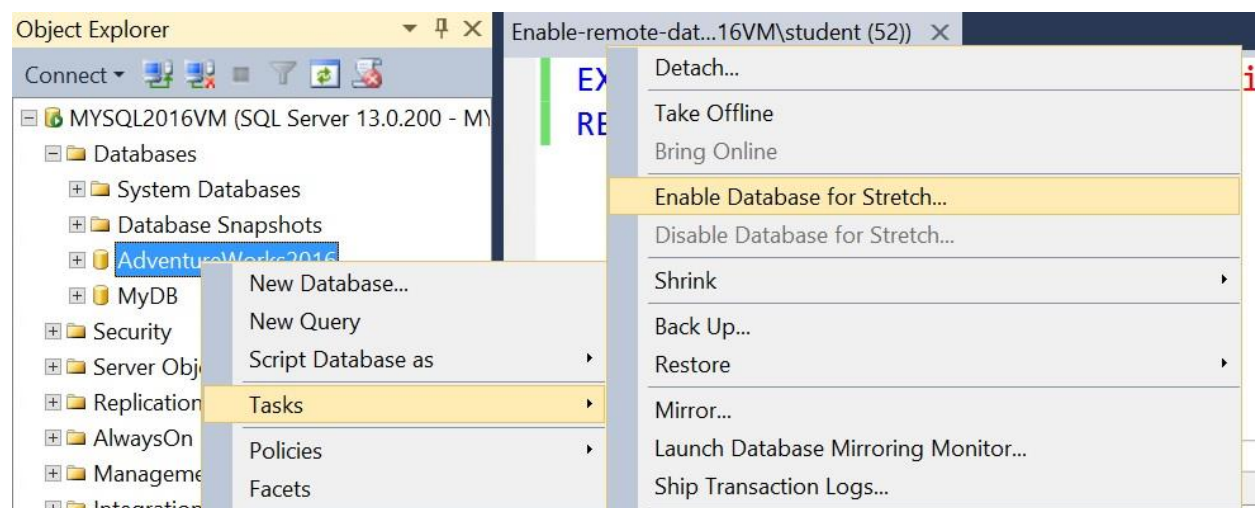 Object Explorer
Enable-remote-dat...16VM\student (52))
Connect
MYSQL2016VM (SQL Server 13.0.200 - MY
Databases
System Databases
Database Snapshots
AdventureWorks2016
MyDB
Security
Server Obj
Replication
AlwaysOn
Manageme
Integration
New Database...
New Query
Script Database as
Tasks
Policies
Facets
EX
RE
Detach...
Take Offline
Bring Online
Enable Database for Stretch...
Disable Database for Stretch...
Shrink
Back Up...
Restore
Mirror...
Launch Database Mirroring Monitor...
Ship Transaction Logs...
i